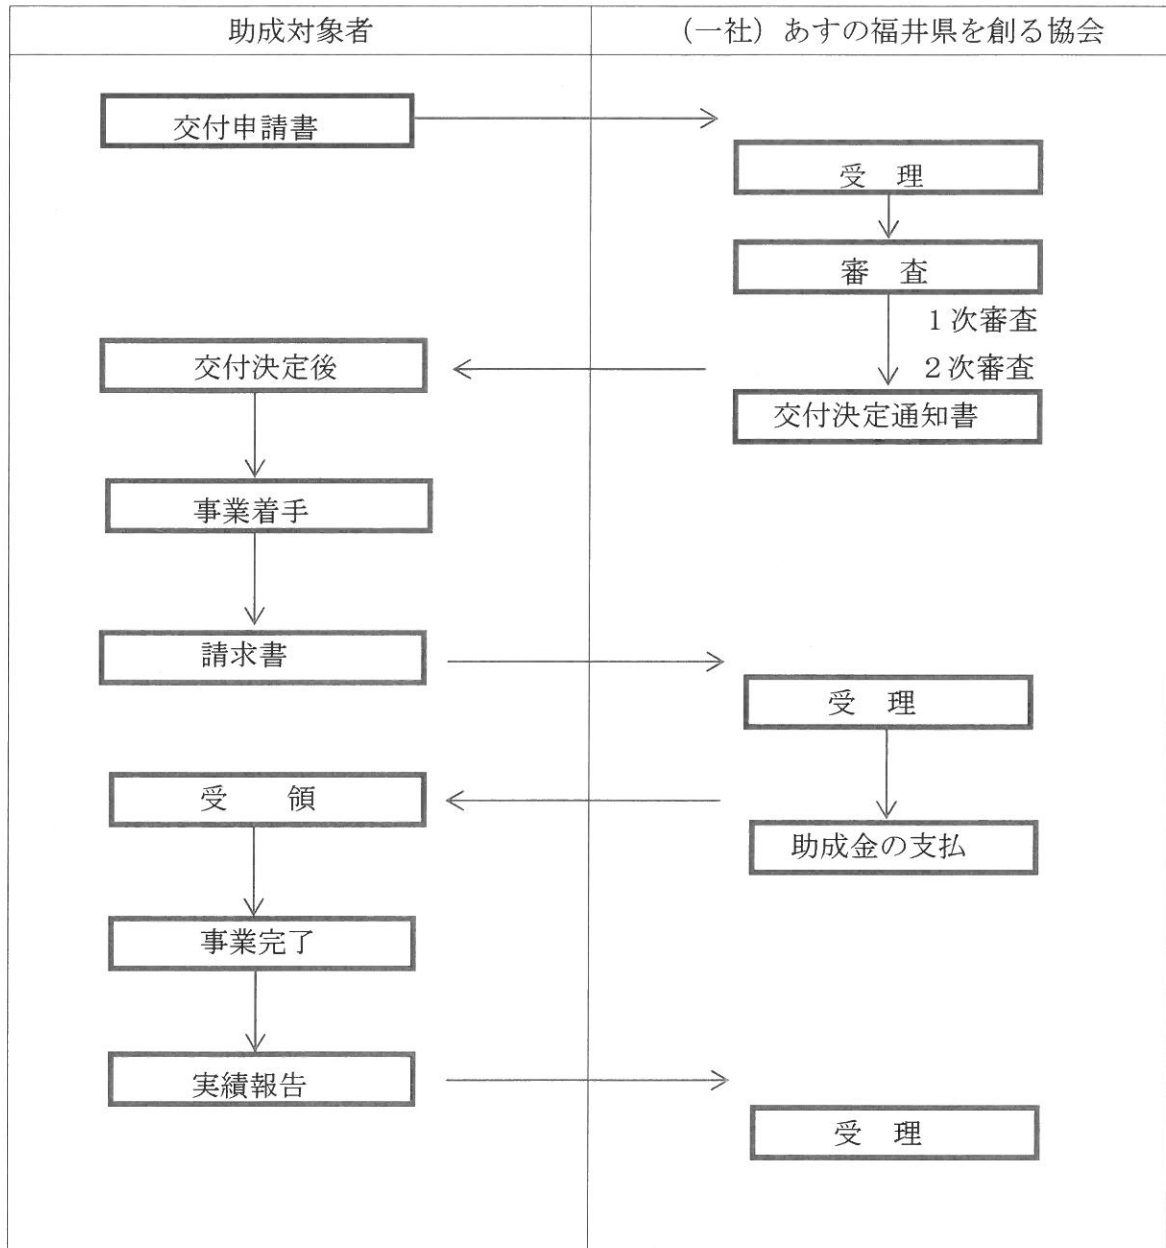 助成対象者
(一社)あすの福井県を創る協会
交付申請書
受 理
審 査
1次審査
2次審査
交付決定通知書
交付決定後
事業着手
請求書
受 理
助成金の支払
受 領
事業完了
実績報告
受 理